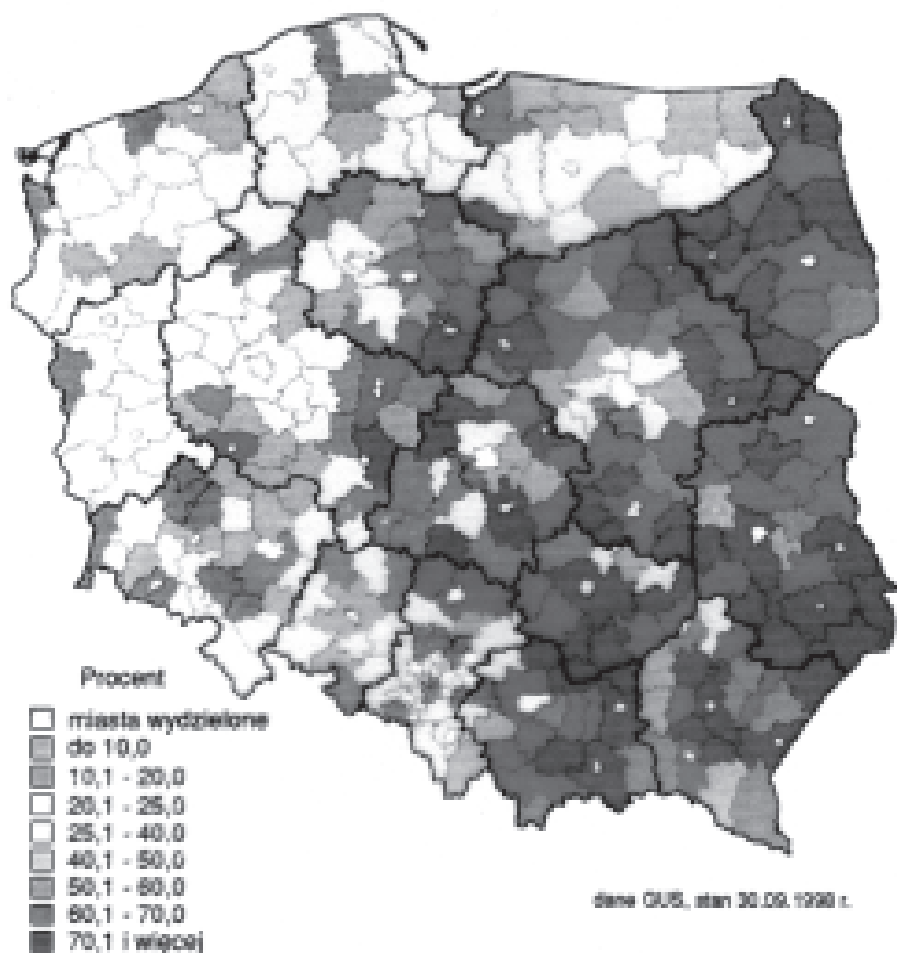 Procent
miasta wydzielone
do 10,0
10,1 - 20,0
20,1 - 25,0
25,1 - 40,0
40,1 - 50,0
50,1 - 60,0
60,1 - 70,0
70,1 i więcej
dane GUS, stan 30.09.1998 r.